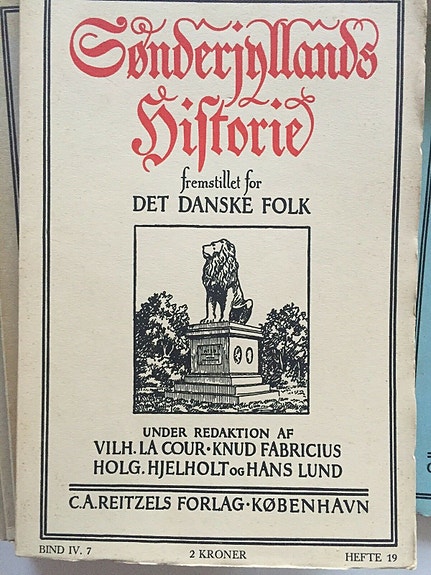 Sønderjyllands
Historie
fremstillet for
DET DANSKE FOLK
UNDER REDAKTION AF
VILH. LA COUR · KNUD FABRICIUS
HOLG. HJELHOLT OG HANS LUND
C.A. REITZELS FORLAG · KØBENHAVN
BIND IV. 7 2 KRONER HEFTE 19